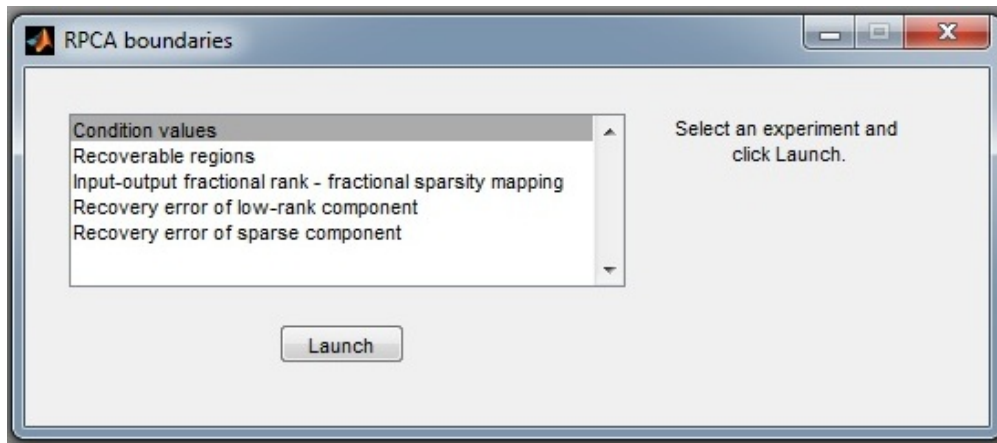 RPCA boundaries
Condition values
Recoverable regions
Input-output fractional rank - fractional sparsity mapping
Recovery error of low-rank component
Recovery error of sparse component
Select an experiment and
click Launch.
Launch